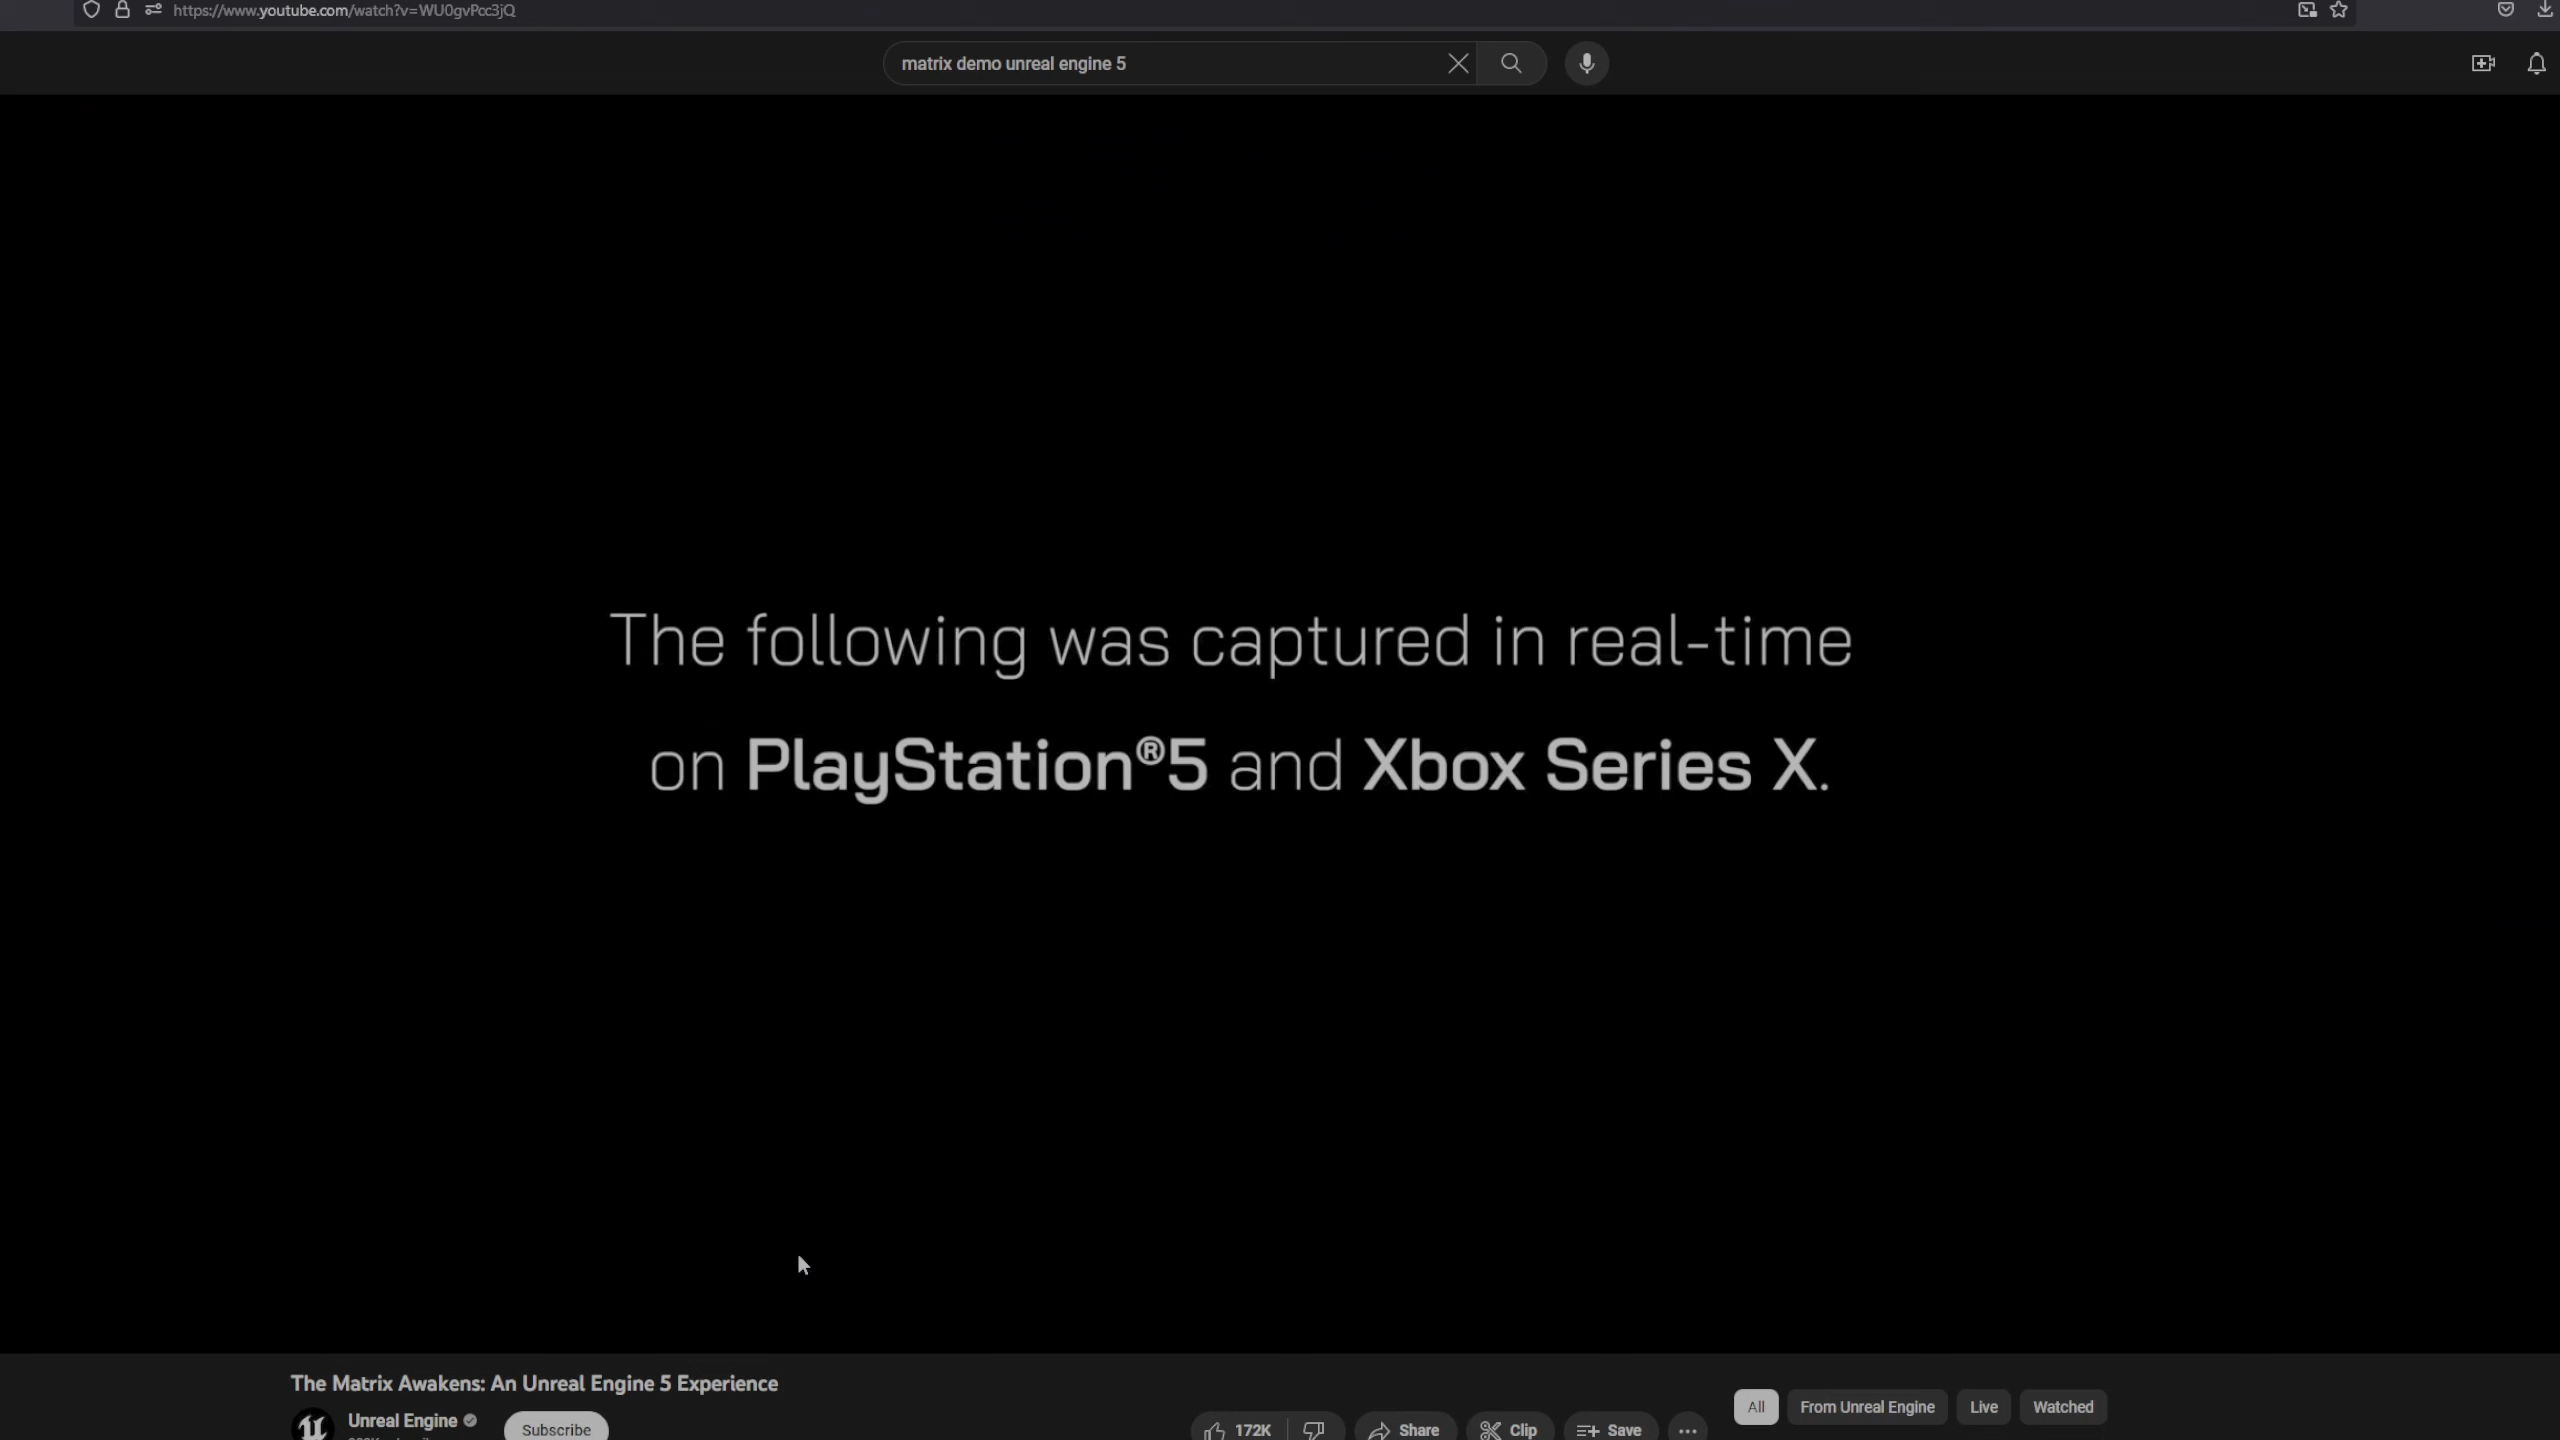 https://www.youtube.com/watch?v=WU0gvPcc3jQ
matrix demo unreal engine 5
The following was captured in real-time
on PlayStation®5 and Xbox Series X.
The Matrix Awakens: An Unreal Engine 5 Experience
Unreal Engine
Subscribe
172K
Share
Clip
Save
All
From Unreal Engine
Live
Watched